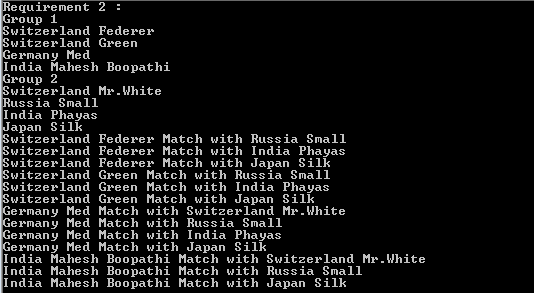 Requirement 2 :
Group 1
Switzerland Federer
Switzerland Green
Germany Med
India Mahesh Boopathi
Group 2
Switzerland Mr.White
Russia Small
India Phayas
Japan Silk
Switzerland Federer Match with Russia Small
Switzerland Federer Match with India Phayas
Switzerland Federer Match with Japan Silk
Switzerland Green Match with Russia Small
Switzerland Green Match with India Phayas
Switzerland Green Match with Japan Silk
Germany Med Match with Switzerland Mr.White
Germany Med Match with Russia Small
Germany Med Match with India Phayas
Germany Med Match with Japan Silk
India Mahesh Boopathi Match with Switzerland Mr.White
India Mahesh Boopathi Match with Russia Small
India Mahesh Boopathi Match with Japan Silk